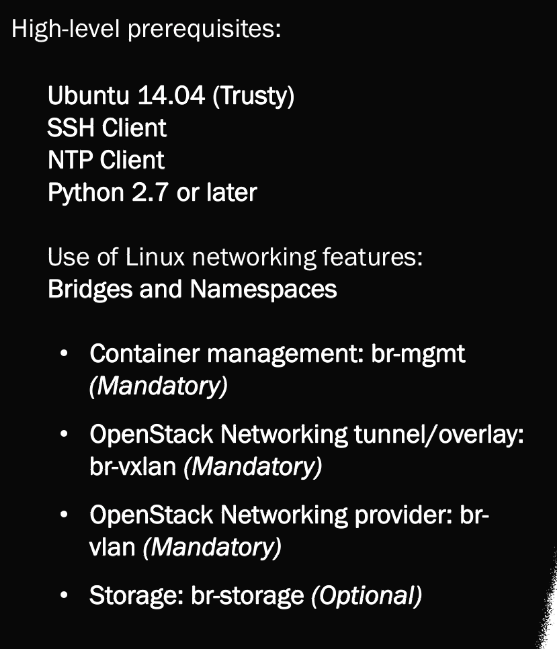 High-level prerequisites:
Ubuntu 14.04 (Trusty)
SSH Client
NTP Client
Python 2.7 or later
Use of Linux networking features:
Bridges and Namespaces
• Container management: br-mgmt
(Mandatory)
• OpenStack Networking tunnel/overlay:
br-vxlan (Mandatory)
• OpenStack Networking provider: br-
vlan (Mandatory)
• Storage: br-storage (Optional)